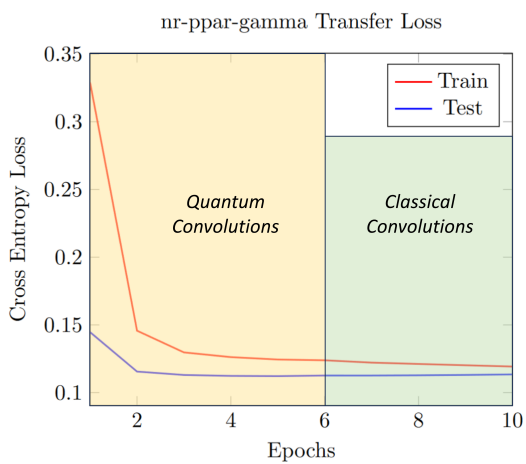 nr-ppar-gamma Transfer Loss
0.35
0.3
0.25
0.2
0.15
0.1
Cross Entropy Loss
Train
Test
Quantum
Convolutions
Classical
Convolutions
2
4
6
8
10
Epochs